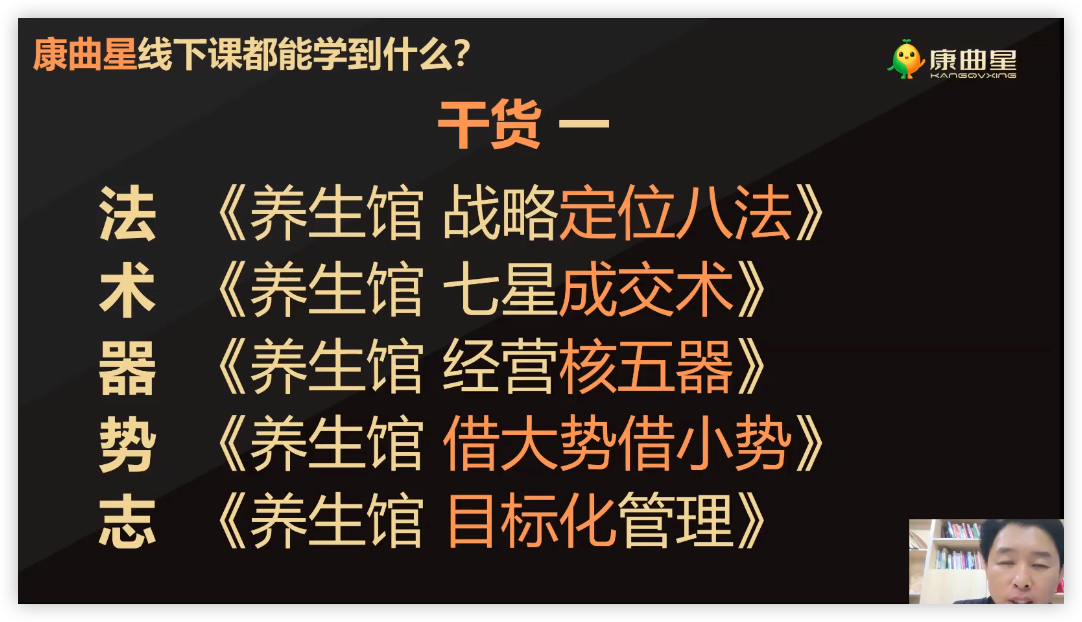 康曲星线下课都能学到什么?
康曲星
KANGQVXING
干货 一
法 《养生馆 战略定位八法》
术 《养生馆 七星成交术》
器 《养生馆 经营核五器》
势 《养生馆 借大势借小势》
志 《养生馆 目标化管理》